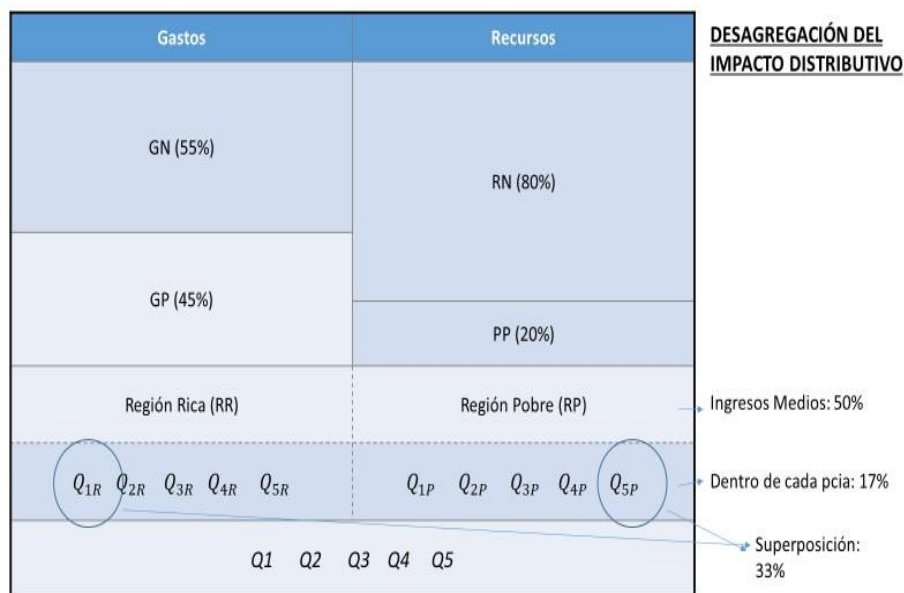 Gastos Recursos
DESAGREGACIÓN DEL
IMPACTO DISTRIBUTIVO
GN (55%)
RN (80%)
GP (45%)
PP (20%)
Región Rica (RR) Región Pobre (RP) Ingresos Medios: 50%
Q1R Q2R Q3R Q4R Q5R Q1P Q2P Q3P Q4P Q5P Dentro de cada pcia: 17%
Superposición:
33%
Q1 Q2 Q3 Q4 Q5